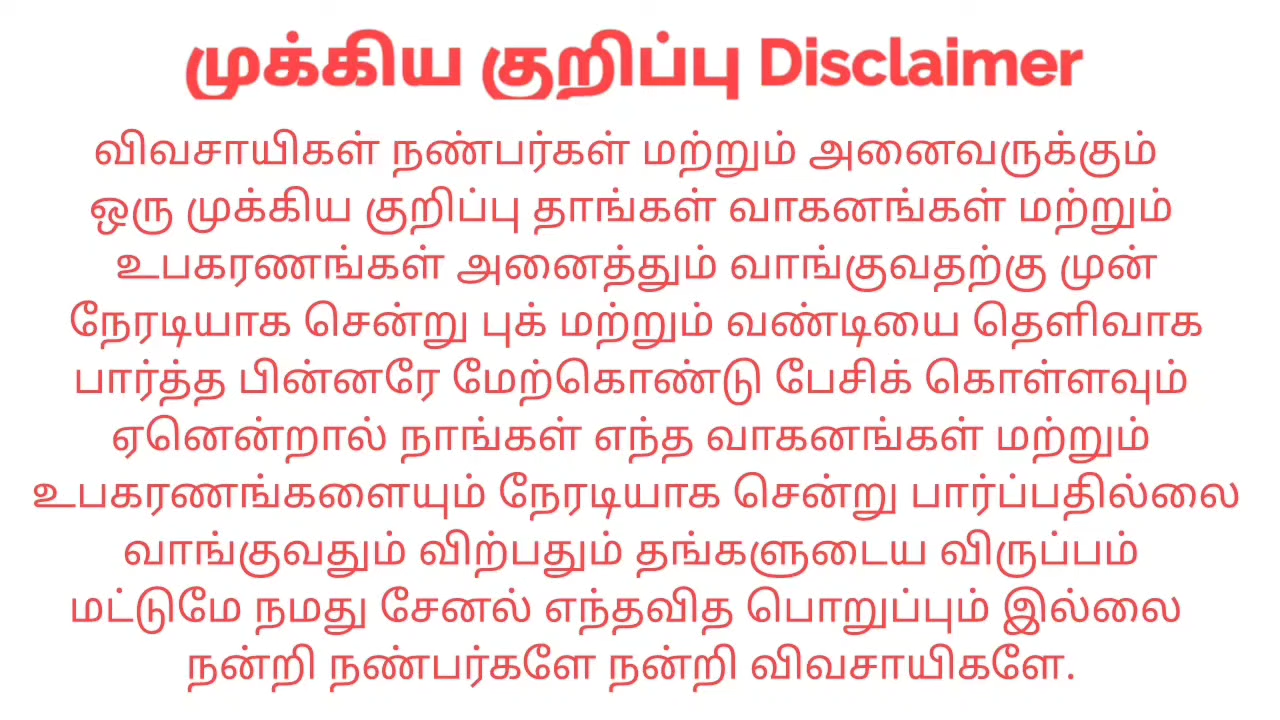 முக்கிய குறிப்பு Disclaimer
விவசாயிகள் நண்பர்கள் மற்றும் அனைவருக்கும்
ஒரு முக்கிய குறிப்பு தாங்கள் வாகனங்கள் மற்றும்
உபகரணங்கள் அனைத்தும் வாங்குவதற்கு முன்
நேரடியாக சென்று புக் மற்றும் வண்டியை தெளிவாக
பார்த்த பின்னரே மேற்கொண்டு பேசிக் கொள்ளவும்
ஏனென்றால் நாங்கள் எந்த வாகனங்கள் மற்றும்
உபகரணங்களையும் நேரடியாக சென்று பார்ப்பதில்லை
வாங்குவதும் விற்பதும் தங்களுடைய விருப்பம்
மட்டுமே நமது சேனல் எந்தவித பொறுப்பும் இல்லை
நன்றி நண்பர்களே நன்றி விவசாயிகளே.